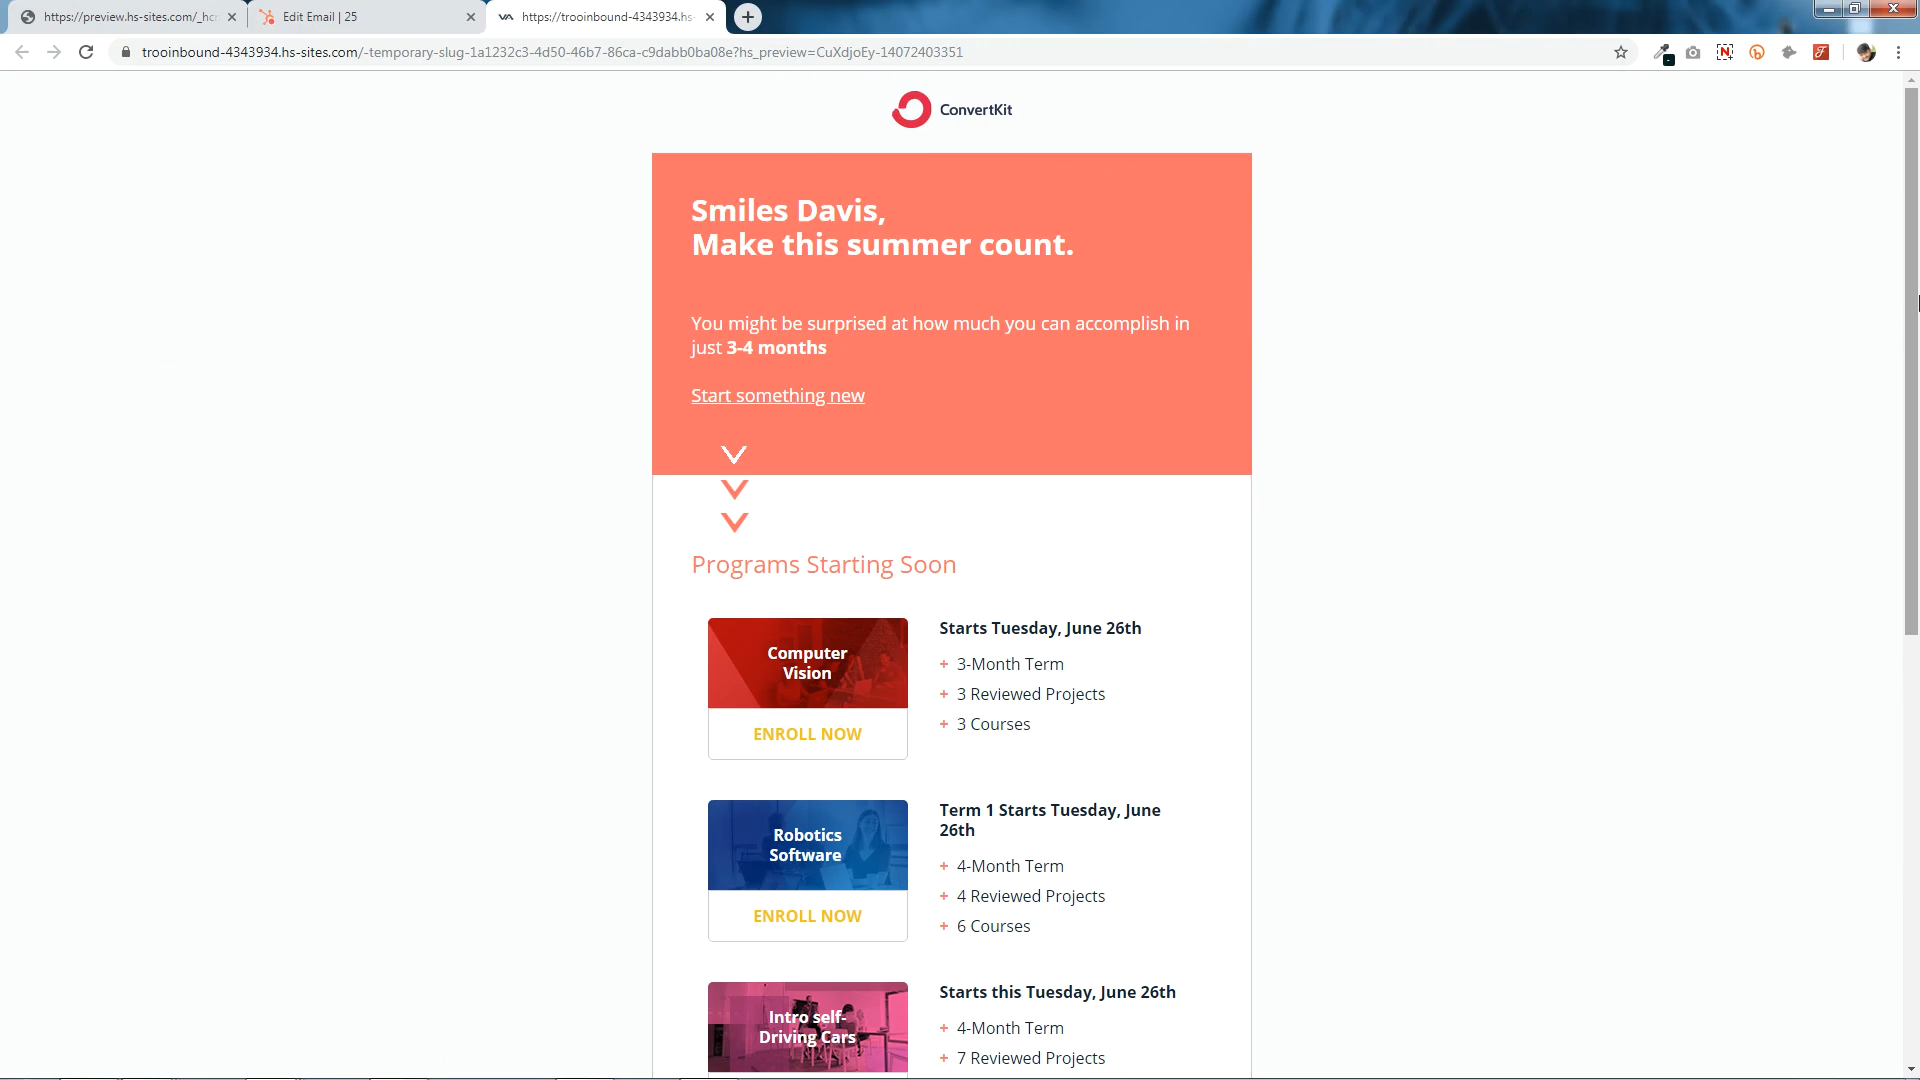 https://preview.hs-sites.com/_hcm
Edit Email | 25
https://trooinbound-4343934.hs-
trooinbound-4343934.hs-sites.com/-temporary-slug-1a1232c3-4d50-46b7-86ca-c9dabb0ba08e?hs_preview=CuXdjoEy-14072403351
ConvertKit
Smiles Davis,
Make this summer count.
You might be surprised at how much you can accomplish in
just 3-4 months
Start something new
Programs Starting Soon
Computer
Vision
ENROLL NOW
Starts Tuesday, June 26th
+ 3-Month Term
+ 3 Reviewed Projects
+ 3 Courses
Robotics
Software
ENROLL NOW
Term 1 Starts Tuesday, June
26th
+ 4-Month Term
+ 4 Reviewed Projects
+ 6 Courses
Intro self-
Driving Cars
Starts this Tuesday, June 26th
+ 4-Month Term
+ 7 Reviewed Projects